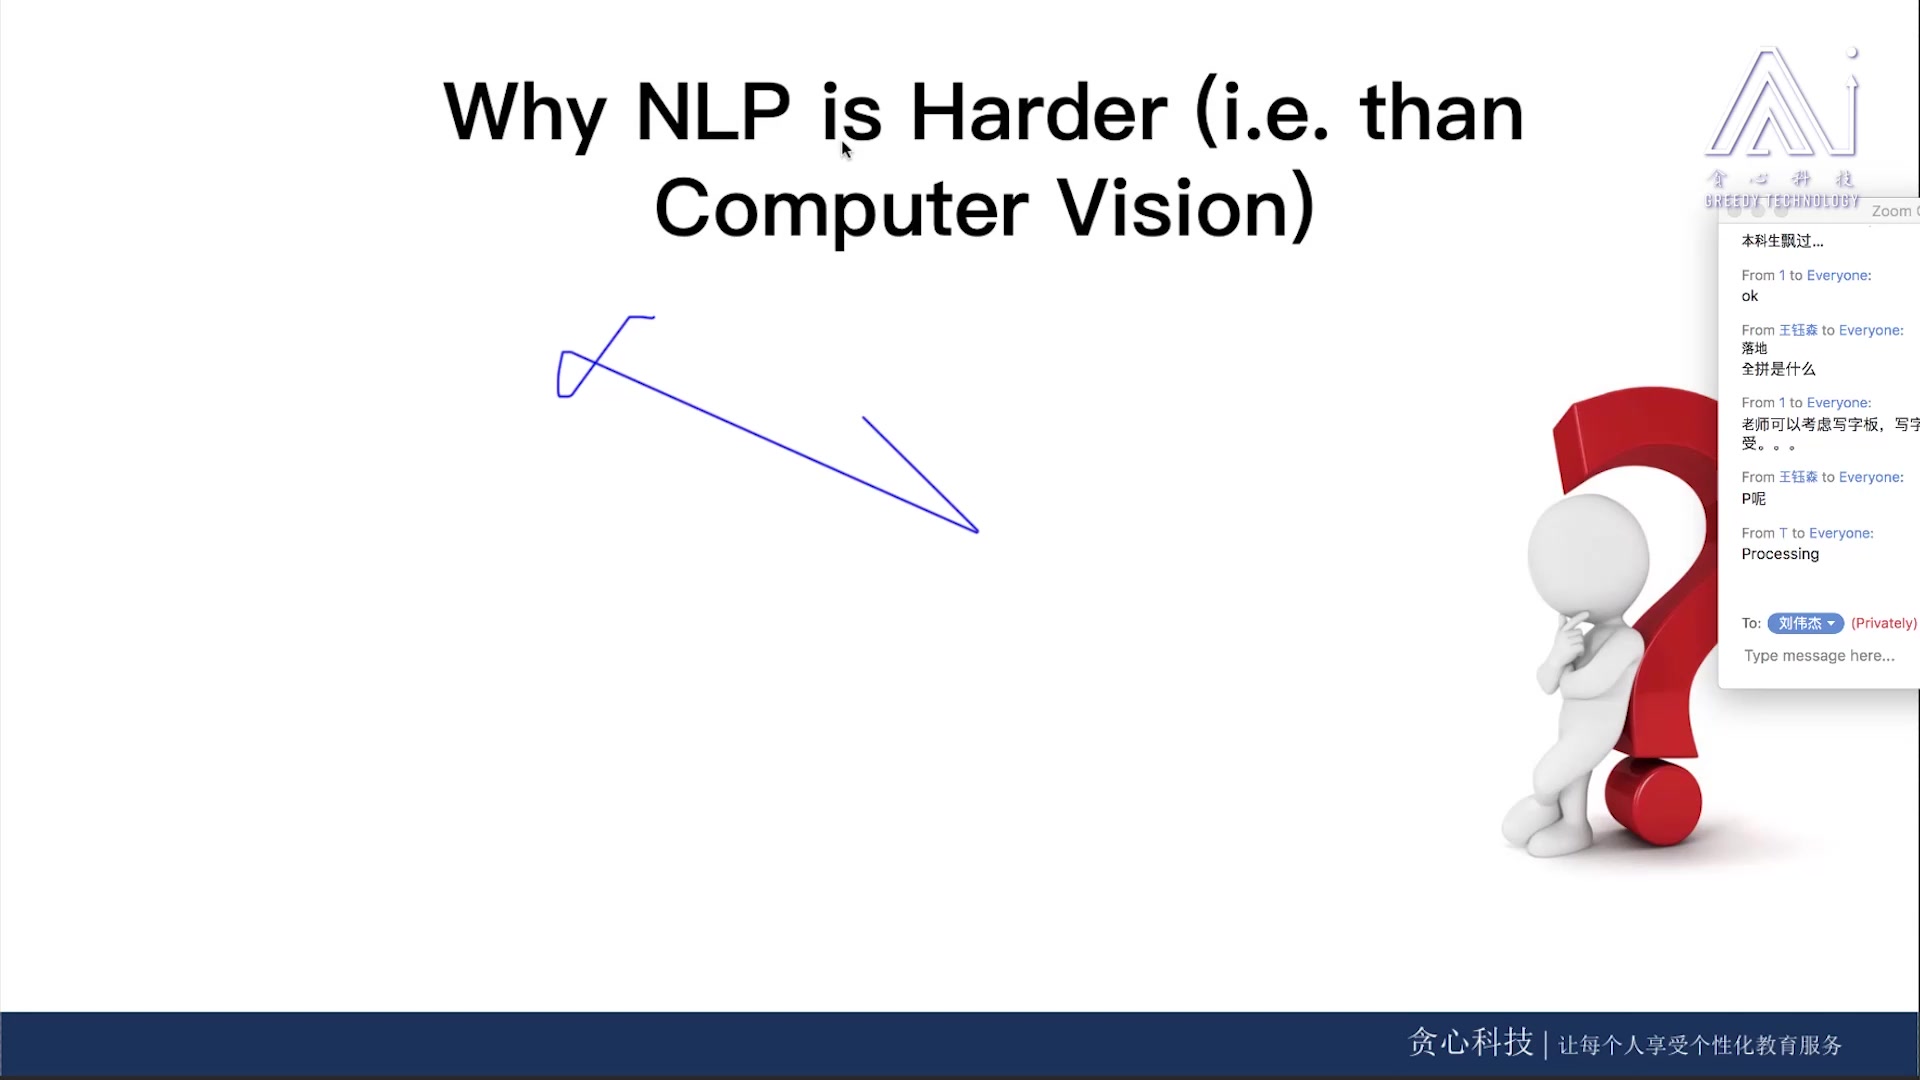 Why NLP is Harder (i.e. than
Computer Vision)
Ai
贪心科技
GREEDY TECHNOLOGY
Zoom
本科生飘过...
From 1 to Everyone:
ok
From 王钰森 to Everyone:
落地
全拼是什么
From 1 to Everyone:
老师可以考虑写字板，写字
受。。。
From 王钰森 to Everyone:
P呢
From T to Everyone:
Processing
To: 刘伟杰 (Privately)
Type message here...
贪心科技 | 让每个人享受个性化教育服务